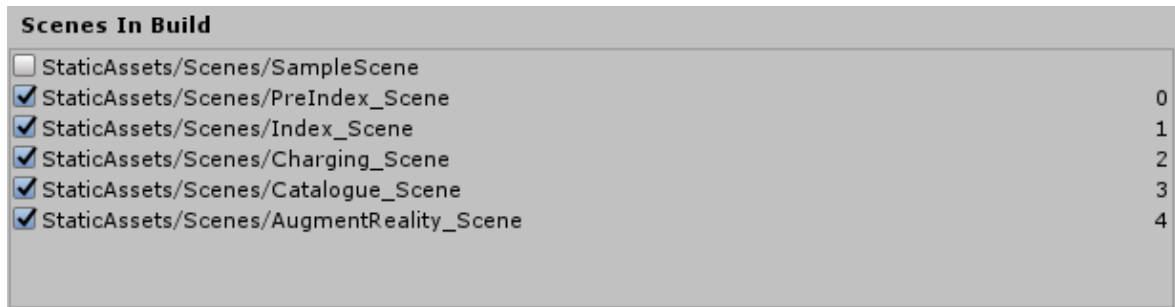 Scenes In Build
StaticAssets/Scenes/SampleScene
StaticAssets/Scenes/PreIndex_Scene 0
StaticAssets/Scenes/Index_Scene 1
StaticAssets/Scenes/Charging_Scene 2
StaticAssets/Scenes/Catalogue_Scene 3
StaticAssets/Scenes/AugmentReality_Scene 4